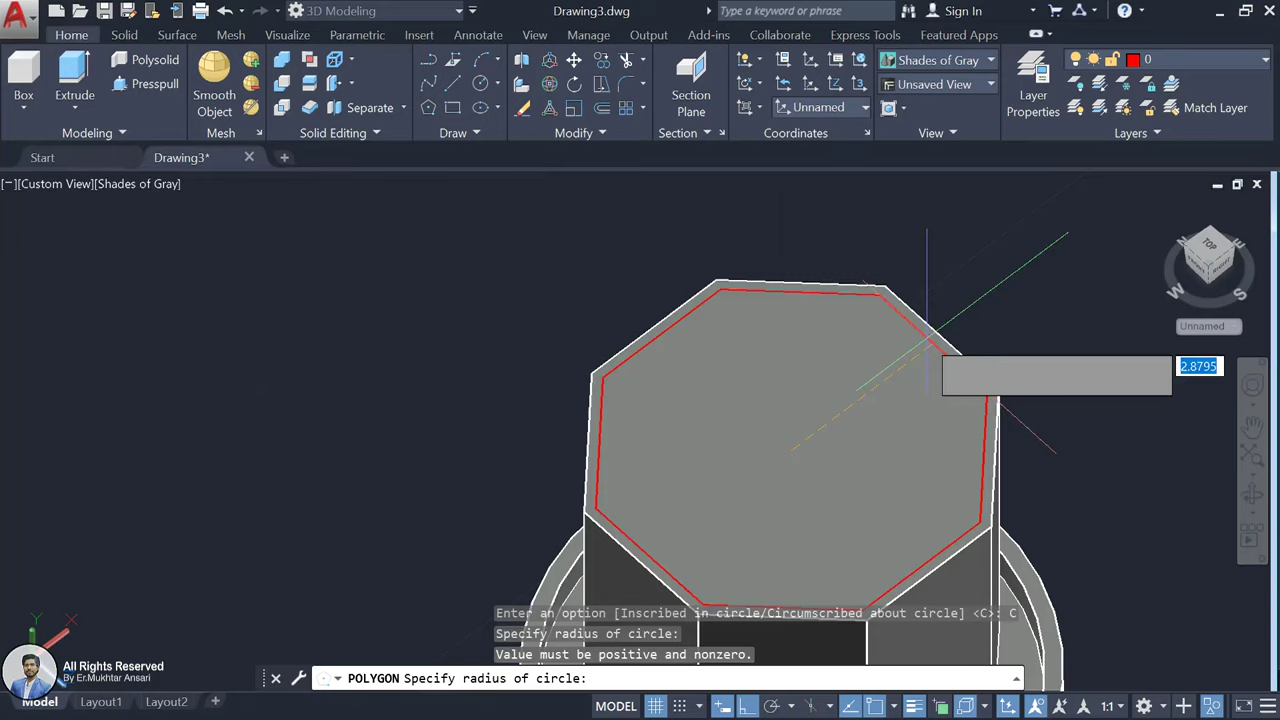 3D Modeling
Drawing3.dwg
Type a keyword or phrase
Sign In
Home
Solid
Surface
Mesh
Visualize
Parametric
Insert
Annotate
View
Manage
Output
Add-ins
Collaborate
Express Tools
Featured Apps
Box
Extrude
Polysolid
Presspull
Modeling
Smooth
Object
Mesh
Separate
Solid Editing
Draw
Modify
Section
Plane
Section
Unnamed
Coordinates
Shades of Gray
Unsaved View
View
Layer
Properties
0
Match Layer
Layers
Start
Drawing3*
[−][Custom View][Shades of Gray]
TOP
FRONT
RIGHT
N
E
W
S
Unnamed
2.8795
Enter an option [Inscribed in circle/Circumscribed about circle] <C>: C
Specify radius of circle:
Value must be positive and nonzero.
POLYGON Specify radius of circle:
Y
X
All Rights Reserved
By Er.Mukhtar Ansari
Model
Layout1
Layout2
MODEL
1:1